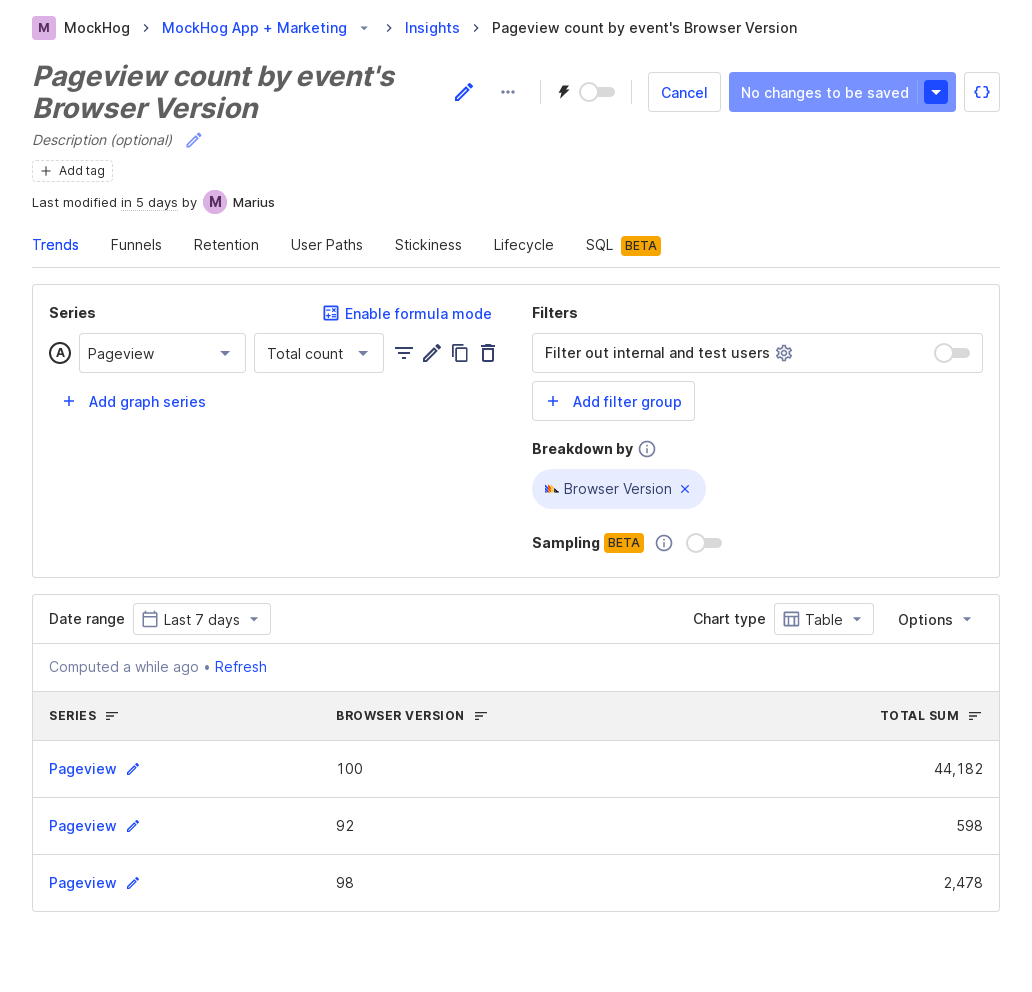 M MockHog MockHog App + Marketing Insights Pageview count by event's Browser Version
Pageview count by event's
Browser Version
Cancel No changes to be saved
Description (optional)
Add tag
Last modified in 5 days by M Marius
Trends Funnels Retention User Paths Stickiness Lifecycle SQL BETA
Series Enable formula mode
A Pageview Total count
Add graph series
Filters
Filter out internal and test users
Add filter group
Breakdown by
Browser Version
Sampling BETA
Date range Last 7 days Chart type Table Options
Computed a while ago • Refresh
SERIES BROWSER VERSION TOTAL SUM
Pageview 100 44,182
Pageview 92 598
Pageview 98 2,478